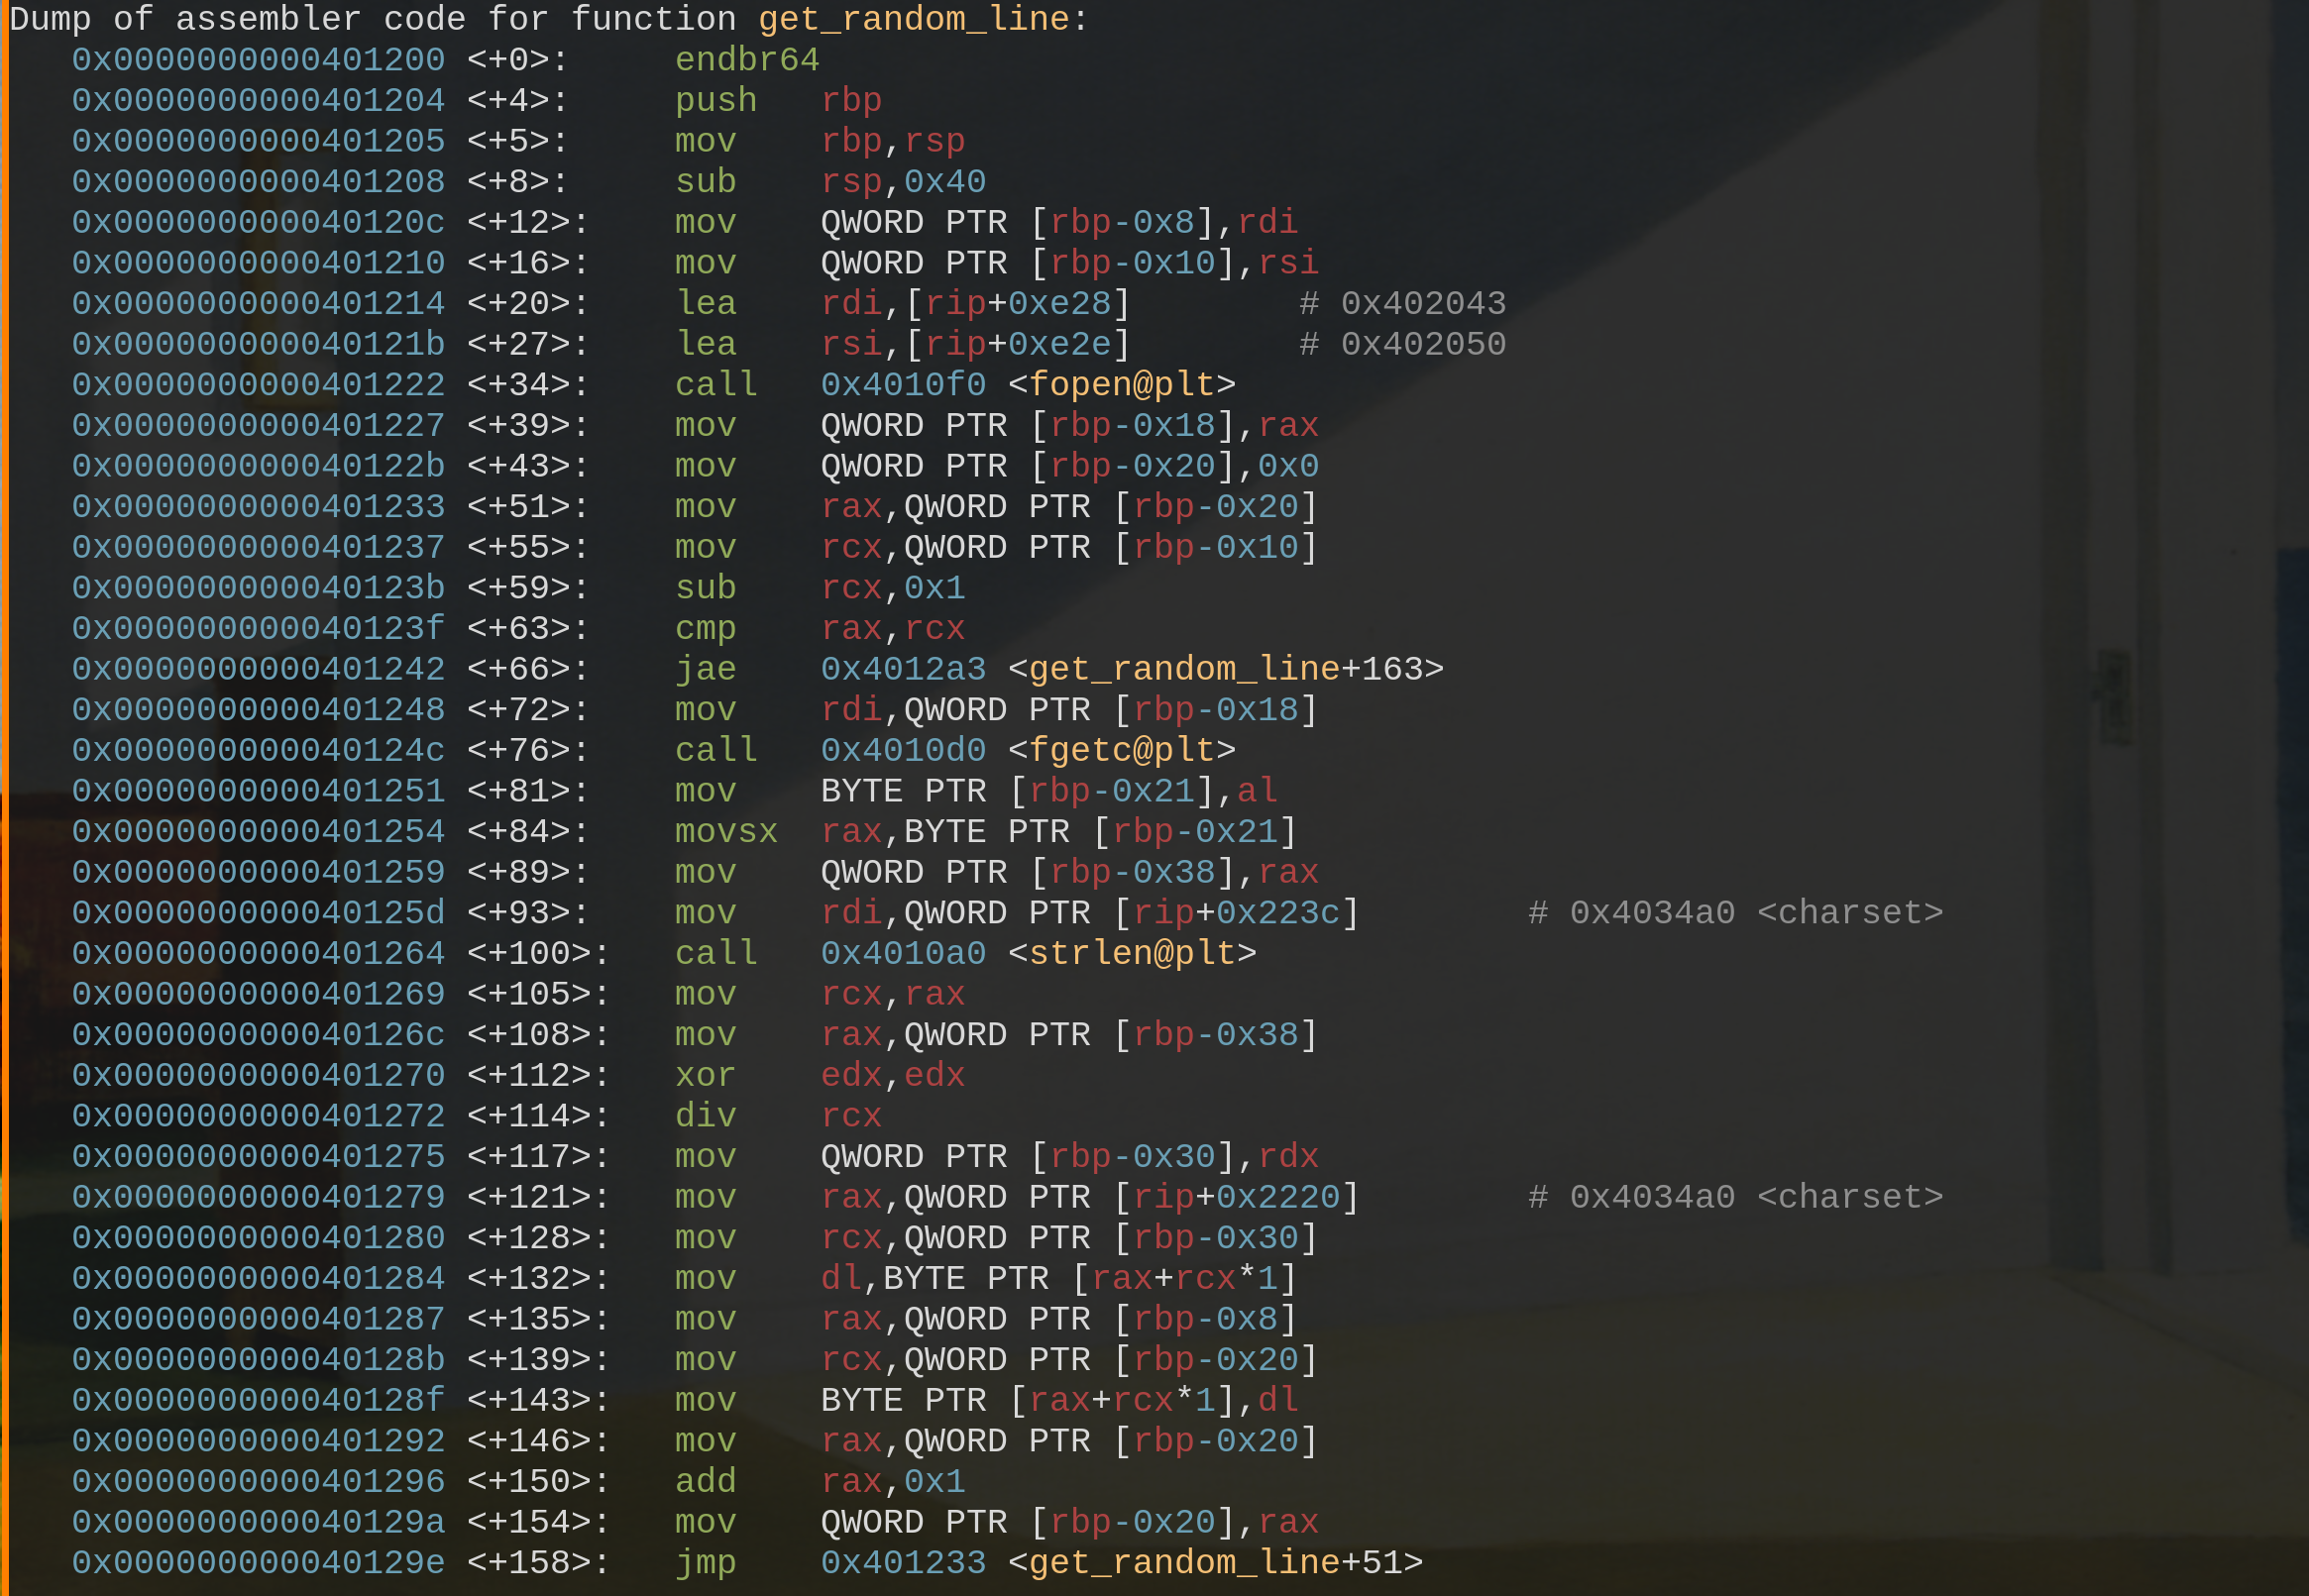 Dump of assembler code for function get_random_line:
0x0000000000401200 <+0>: endbr64
0x0000000000401204 <+4>: push rbp
0x0000000000401205 <+5>: mov rbp,rsp
0x0000000000401208 <+8>: sub rsp,0x40
0x000000000040120c <+12>: mov QWORD PTR [rbp-0x8],rdi
0x0000000000401210 <+16>: mov QWORD PTR [rbp-0x10],rsi
0x0000000000401214 <+20>: lea rdi,[rip+0xe28] # 0x402043
0x000000000040121b <+27>: lea rsi,[rip+0xe2e] # 0x402050
0x0000000000401222 <+34>: call 0x4010f0 <fopen@plt>
0x0000000000401227 <+39>: mov QWORD PTR [rbp-0x18],rax
0x000000000040122b <+43>: mov QWORD PTR [rbp-0x20],0x0
0x0000000000401233 <+51>: mov rax,QWORD PTR [rbp-0x20]
0x0000000000401237 <+55>: mov rcx,QWORD PTR [rbp-0x10]
0x000000000040123b <+59>: sub rcx,0x1
0x000000000040123f <+63>: cmp rax,rcx
0x0000000000401242 <+66>: jae 0x4012a3 <get_random_line+163>
0x0000000000401248 <+72>: mov rdi,QWORD PTR [rbp-0x18]
0x000000000040124c <+76>: call 0x4010d0 <fgetc@plt>
0x0000000000401251 <+81>: mov BYTE PTR [rbp-0x21],al
0x0000000000401254 <+84>: movsx rax,BYTE PTR [rbp-0x21]
0x0000000000401259 <+89>: mov QWORD PTR [rbp-0x38],rax
0x000000000040125d <+93>: mov rdi,QWORD PTR [rip+0x223c] # 0x4034a0 <charset>
0x0000000000401264 <+100>: call 0x4010a0 <strlen@plt>
0x0000000000401269 <+105>: mov rcx,rax
0x000000000040126c <+108>: mov rax,QWORD PTR [rbp-0x38]
0x0000000000401270 <+112>: xor edx,edx
0x0000000000401272 <+114>: div rcx
0x0000000000401275 <+117>: mov QWORD PTR [rbp-0x30],rdx
0x0000000000401279 <+121>: mov rax,QWORD PTR [rip+0x2220] # 0x4034a0 <charset>
0x0000000000401280 <+128>: mov rcx,QWORD PTR [rbp-0x30]
0x0000000000401284 <+132>: mov dl,BYTE PTR [rax+rcx*1]
0x0000000000401287 <+135>: mov rax,QWORD PTR [rbp-0x8]
0x000000000040128b <+139>: mov rcx,QWORD PTR [rbp-0x20]
0x000000000040128f <+143>: mov BYTE PTR [rax+rcx*1],dl
0x0000000000401292 <+146>: mov rax,QWORD PTR [rbp-0x20]
0x0000000000401296 <+150>: add rax,0x1
0x000000000040129a <+154>: mov QWORD PTR [rbp-0x20],rax
0x000000000040129e <+158>: jmp 0x401233 <get_random_line+51>